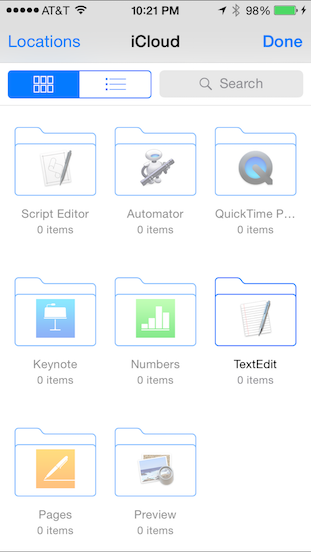 AT&T 10:21 PM 98%
Locations iCloud Done
Search
Script Editor Automator QuickTime P...
0 items 0 items 0 items
Keynote Numbers TextEdit
0 items 0 items 0 items
Pages Preview
0 items 0 items